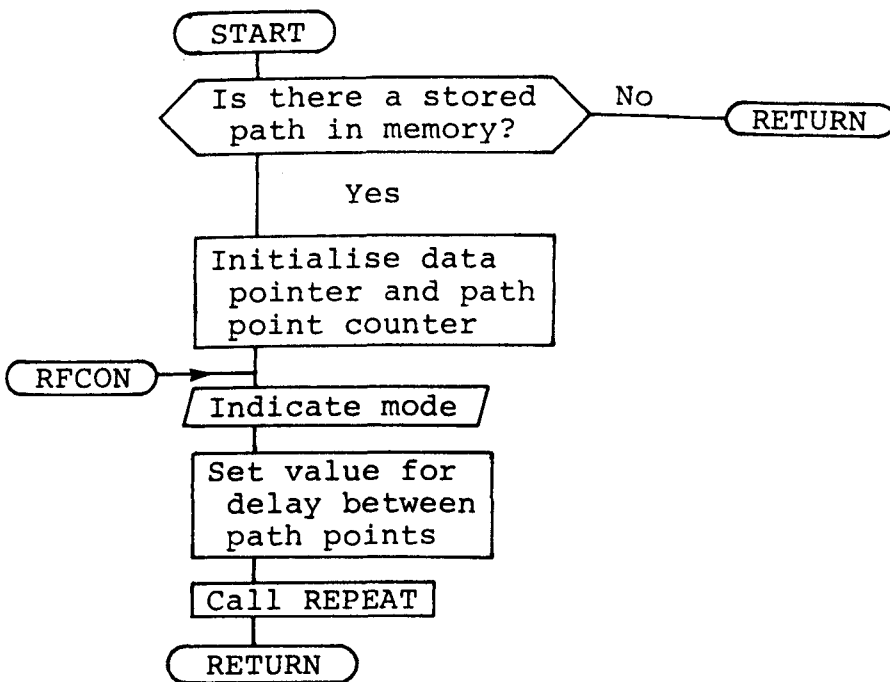 START
Is there a stored
path in memory?
No
RETURN
Yes
Initialise data
pointer and path
point counter
RFCON
Indicate mode
Set value for
delay between
path points
Call REPEAT
RETURN